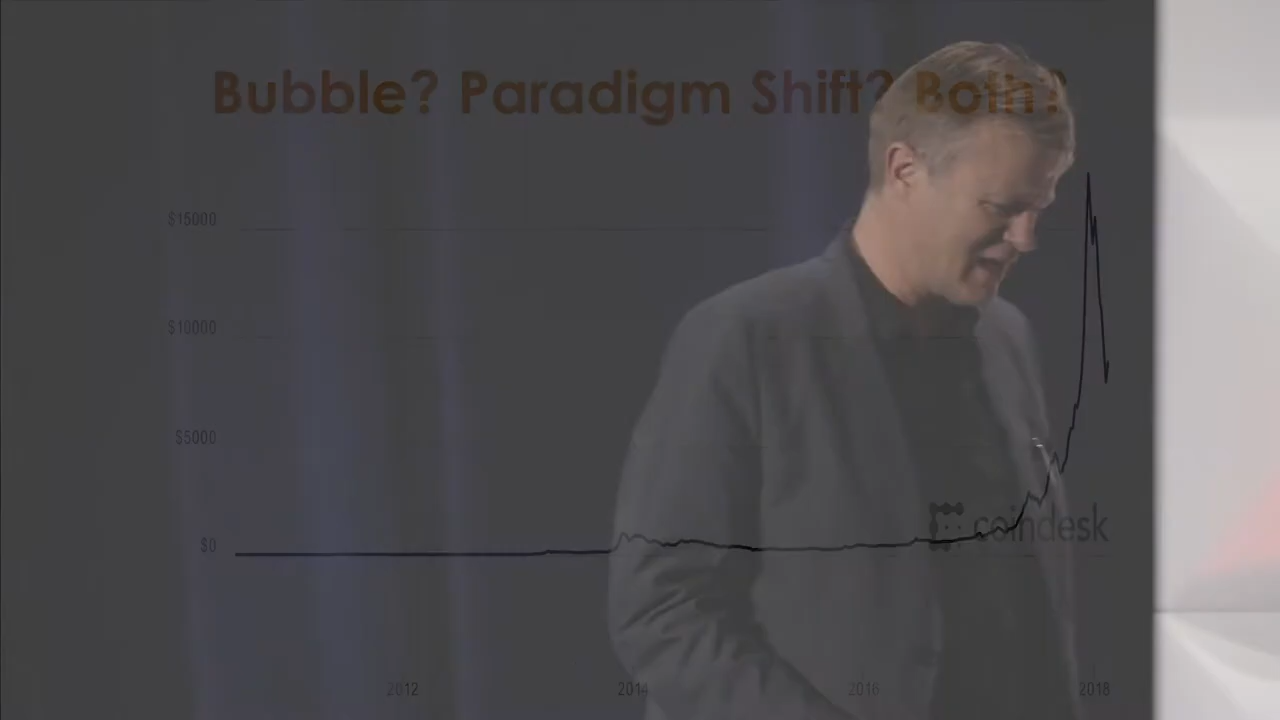 Bubble? Paradigm Shift? Both?
$15000
$10000
$5000
coindesk
$0
2012 2014 2016 2018